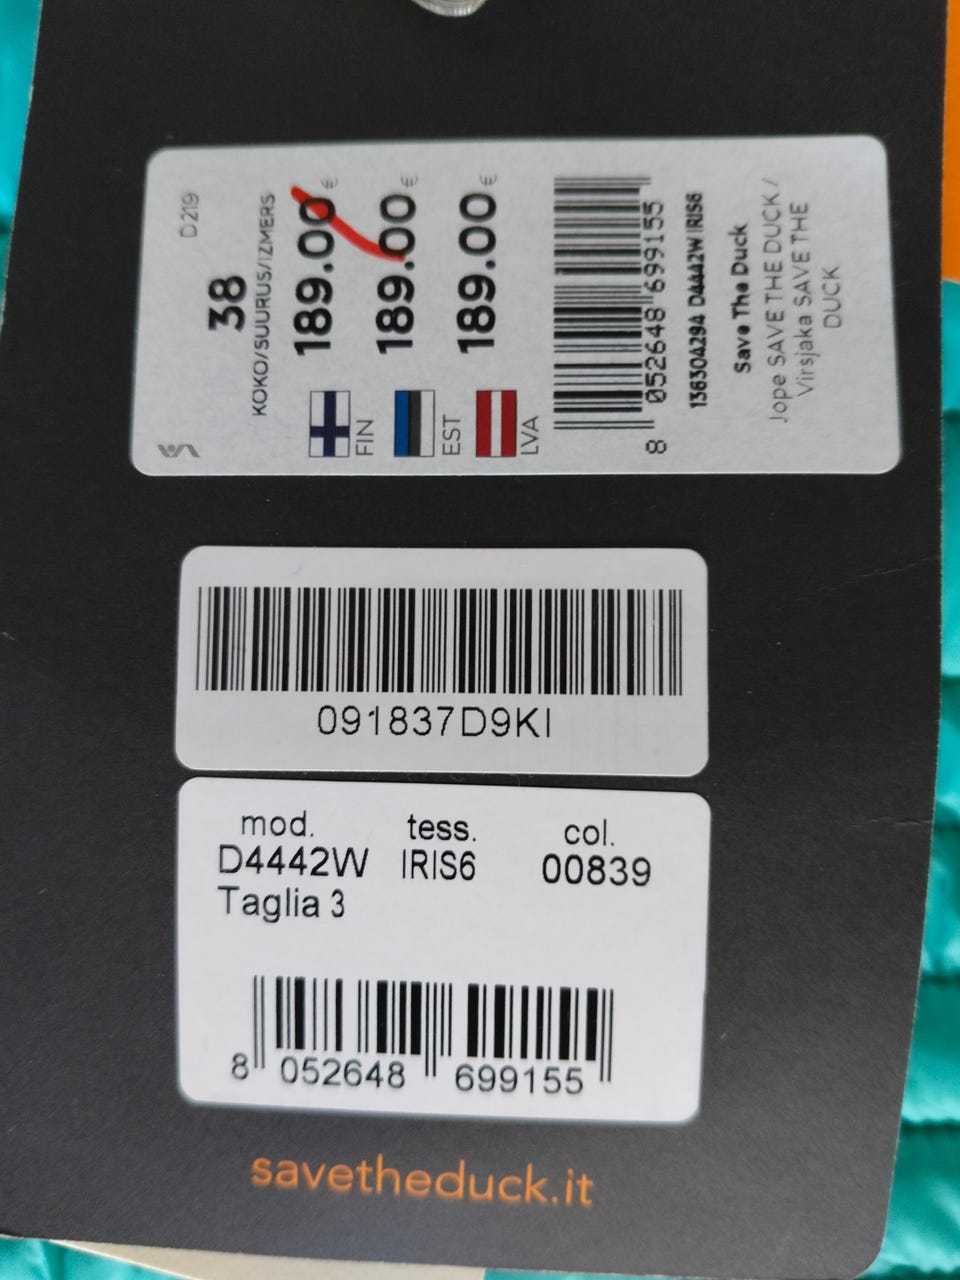 D219
38
KOKO/SUURUS/IZMERS
FIN 189.00€
EST 189.00€
LVA 189.00€
8 052648 699155
136304294 D4442W IRIS6
Save The Duck
Jope SAVE THE DUCK /
Virsjaka SAVE THE
DUCK
091837D9KI
mod. tess. col.
D4442W IRIS6 00839
Taglia 3
8 052648 699155
savetheduck.it